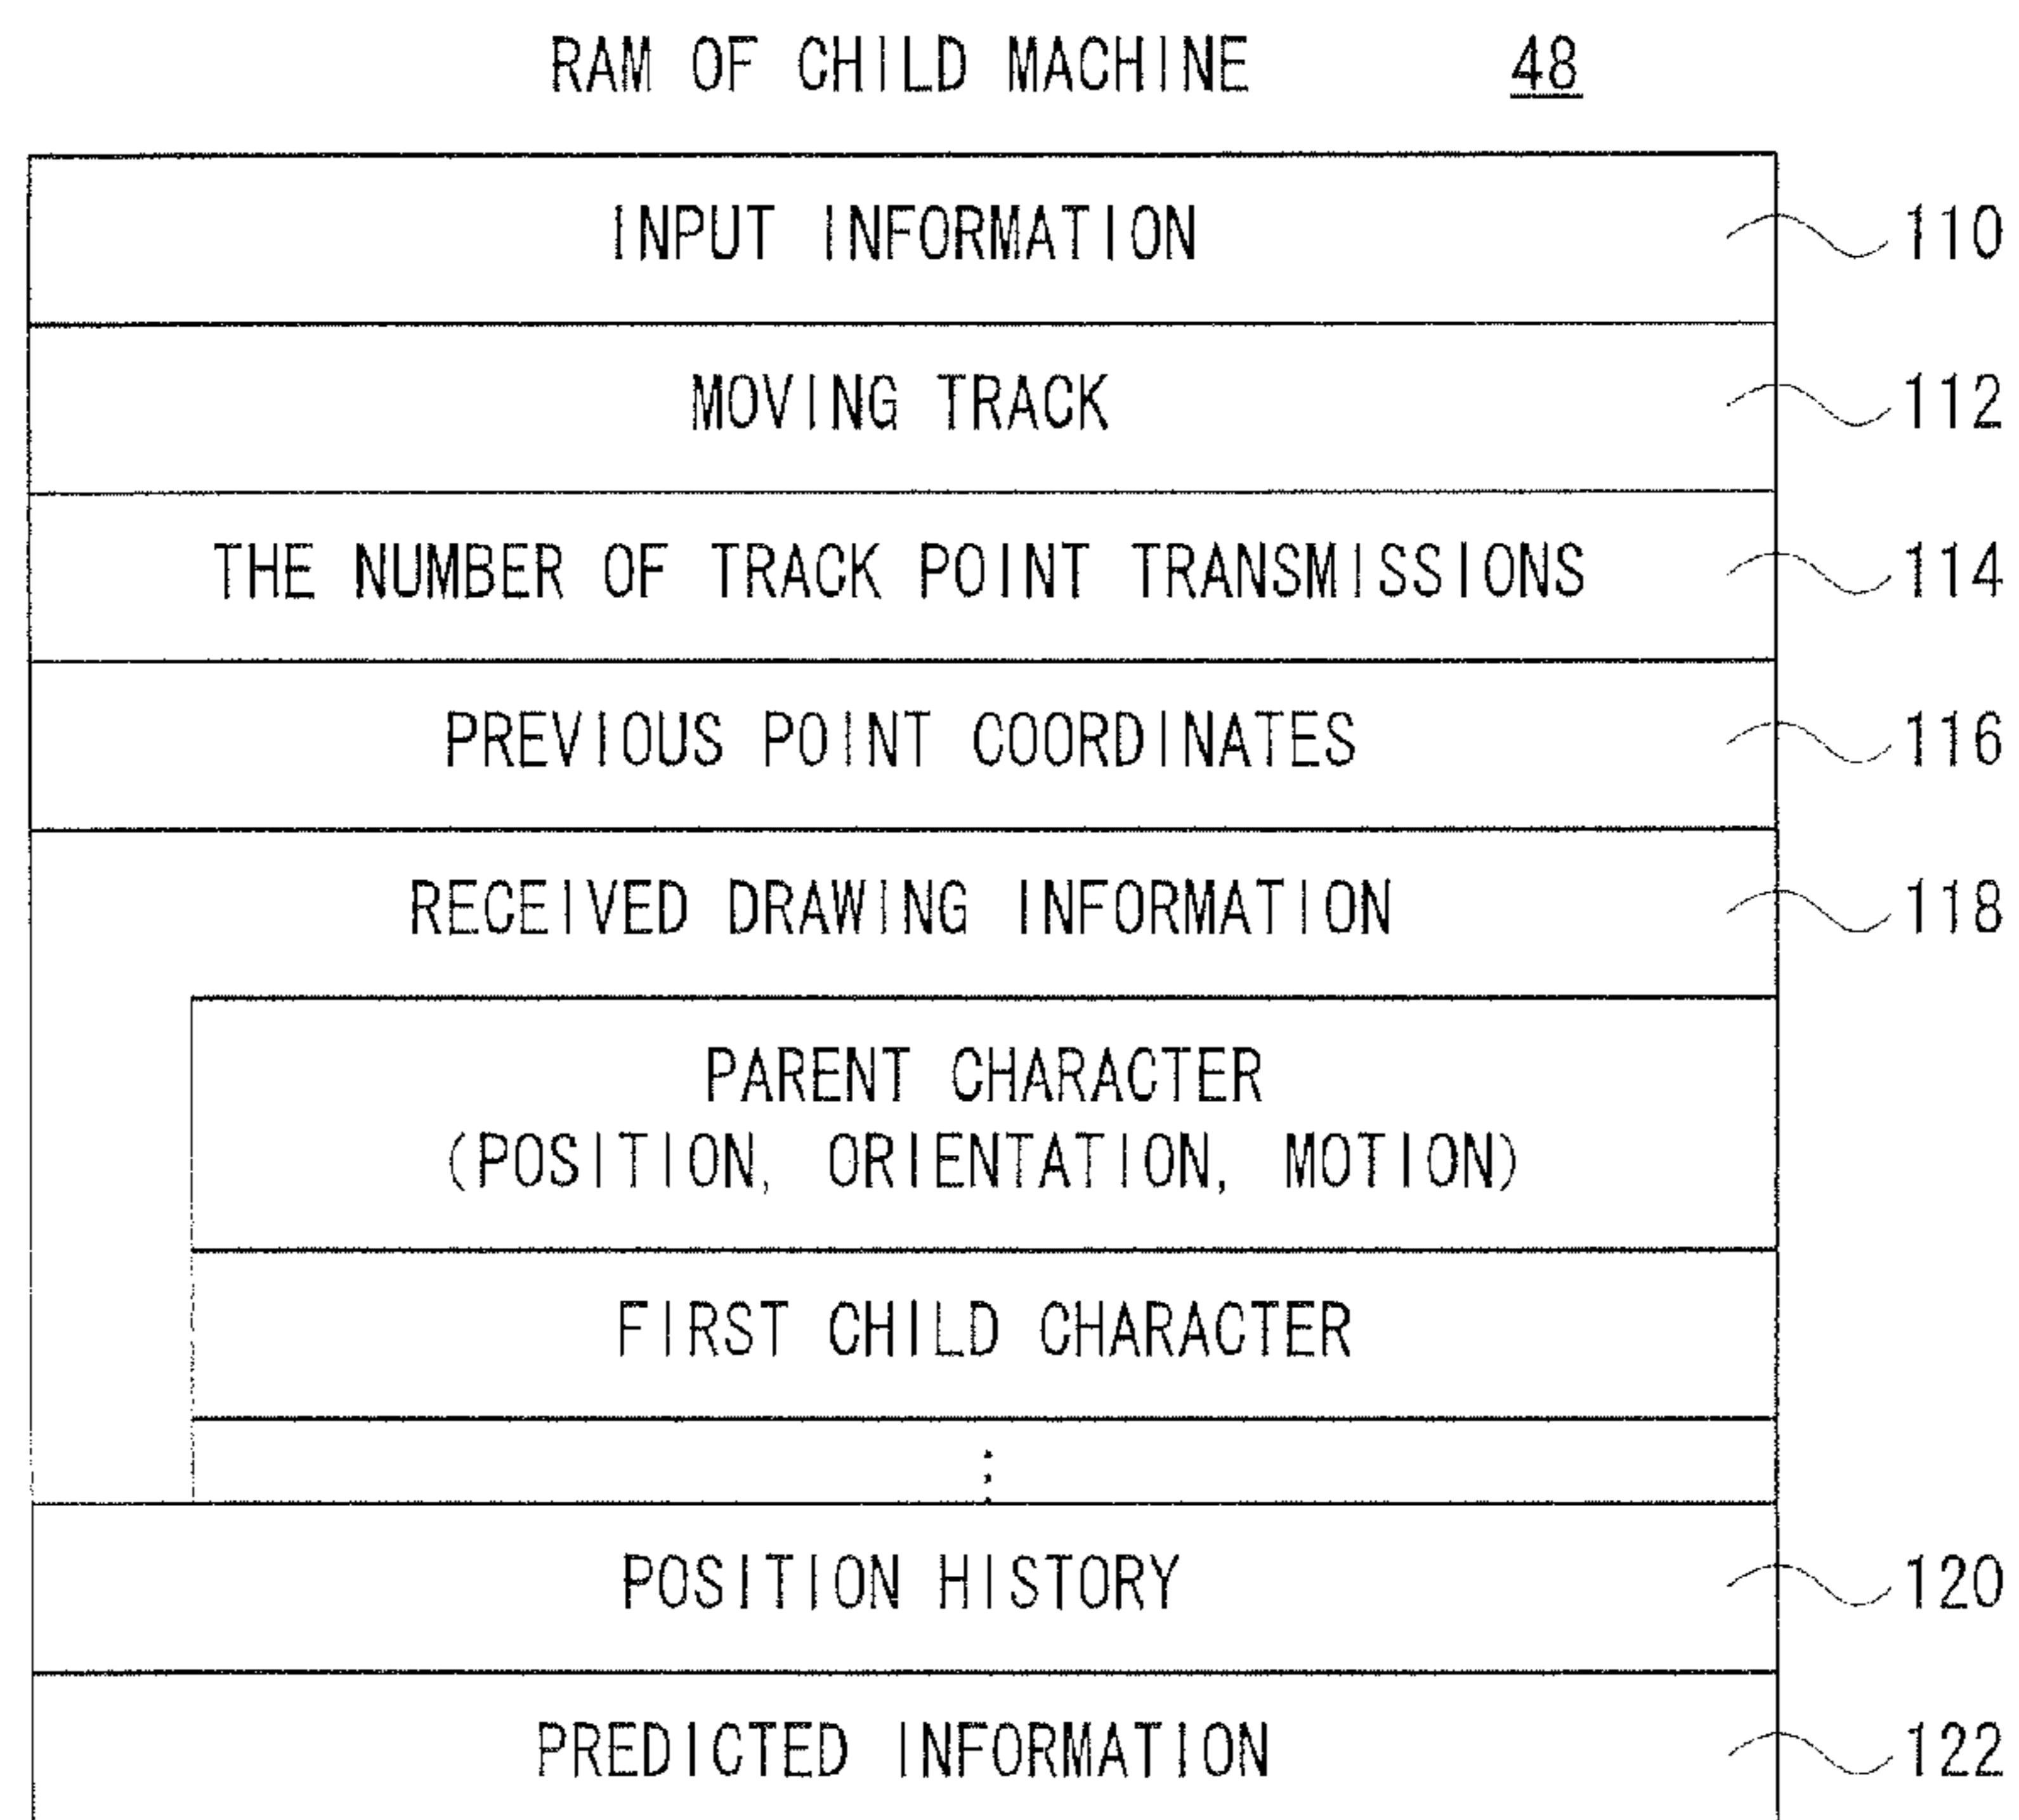 RAM OF CHILD MACHINE 48
INPUT INFORMATION 110
MOVING TRACK 112
THE NUMBER OF TRACK POINT TRANSMISSIONS 114
PREVIOUS POINT COORDINATES 116
RECEIVED DRAWING INFORMATION 118
PARENT CHARACTER
(POSITION, ORIENTATION, MOTION)
FIRST CHILD CHARACTER
⋮
POSITION HISTORY 120
PREDICTED INFORMATION 122